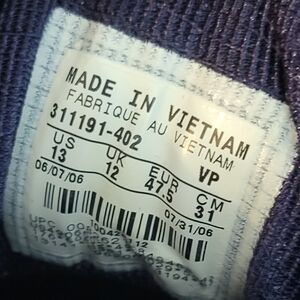 MADE IN VIETNAM
FABRIQUE AU VIETNAM
311191-402 VP
US UK EUR CM
13 12 47.5 31
06/07/06 07/31/06
UPC